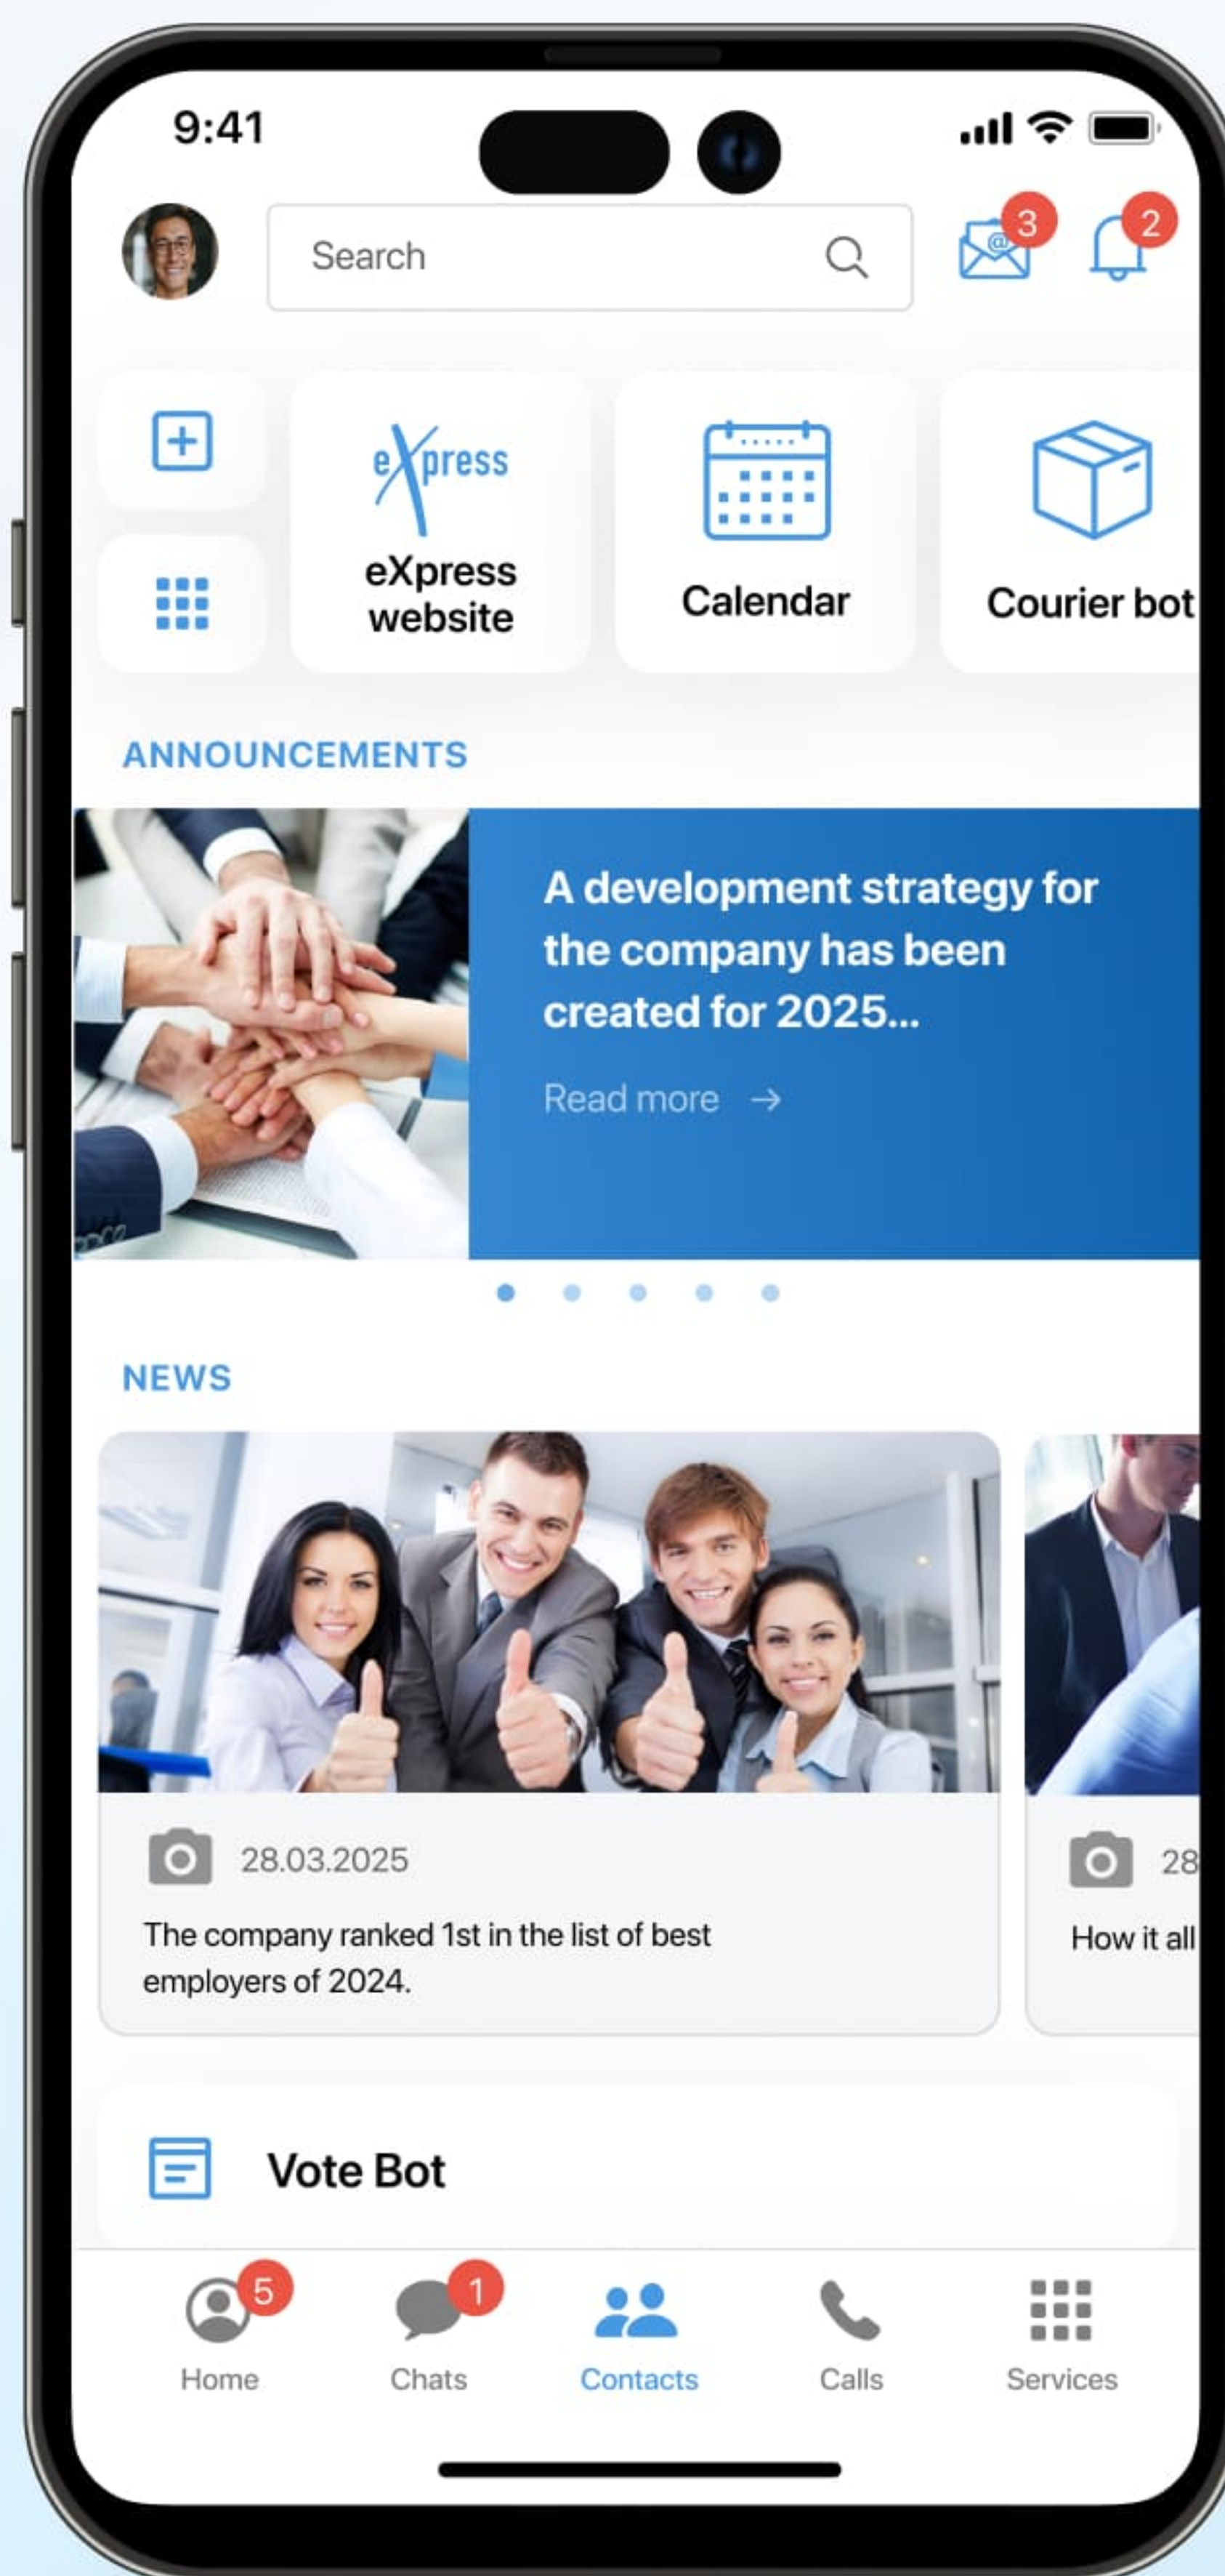 9:41
Search
3
2
eXpress
eXpress
website
Calendar
Courier bot
ANNOUNCEMENTS
A development strategy for
the company has been
created for 2025...
Read more →
NEWS
28.03.2025
The company ranked 1st in the list of best
employers of 2024.
28
How it all
Vote Bot
5
1
Home
Chats
Contacts
Calls
Services